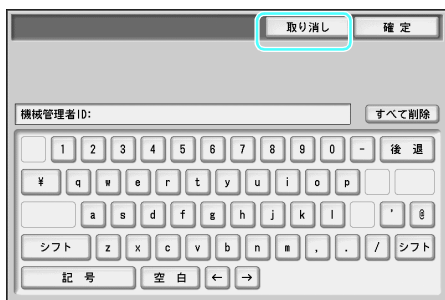 取り消し 確 定
機械管理者ID: すべて削除
1 2 3 4 5 6 7 8 9 0 - 後 退
¥ q w e r t y u i o p
a s d f g h j k l ' @
シフト z x c v b n m , . / シフト
記 号 空 白 ← →